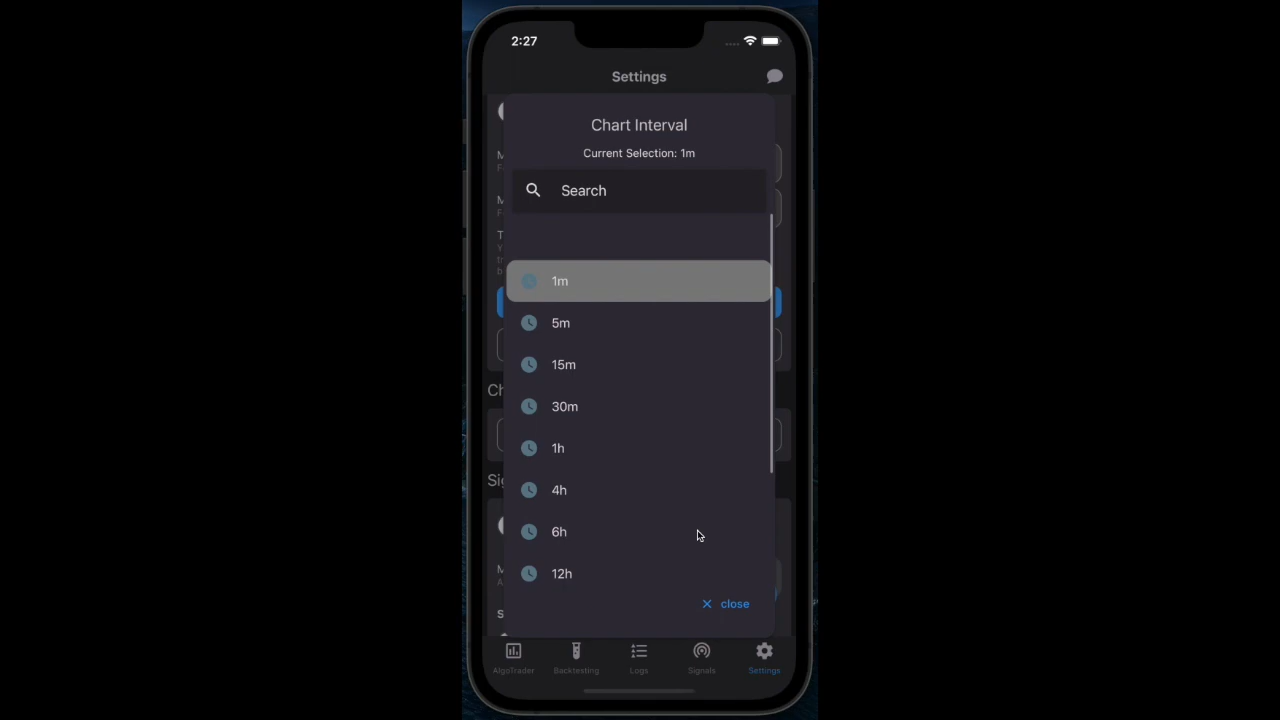 2:27
Settings
Chart Interval
Current Selection: 1m
Search
1m
5m
15m
30m
1h
4h
6h
12h
close
AlgoTrader
Backtesting
Logs
Signals
Settings